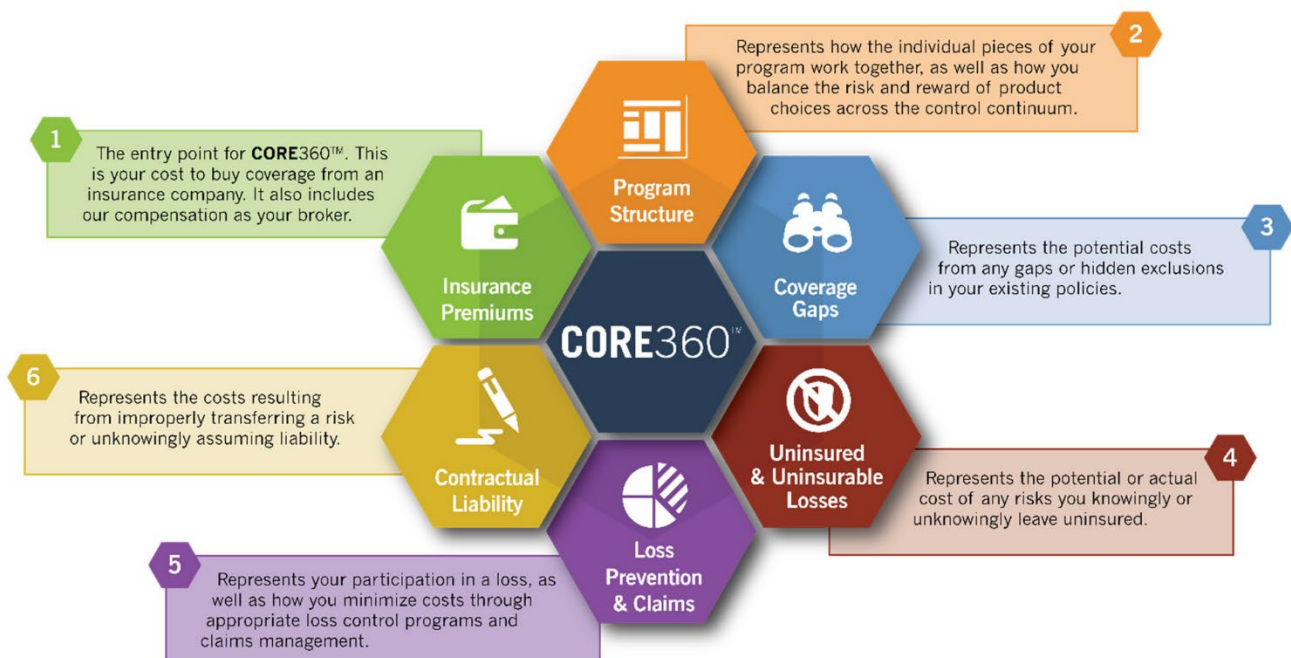 1
The entry point for CORE360™. This
is your cost to buy coverage from an
insurance company. It also includes
our compensation as your broker.
Insurance
Premiums
2
Represents how the individual pieces of your
program work together, as well as how you
balance the risk and reward of product
choices across the control continuum.
Program
Structure
3
Represents the potential costs
from any gaps or hidden exclusions
in your existing policies.
Coverage
Gaps
CORE360™
4
Represents the potential or actual
cost of any risks you knowingly or
unknowingly leave uninsured.
Uninsured
& Uninsurable
Losses
5
Represents your participation in a loss, as
well as how you minimize costs through
appropriate loss control programs and
claims management.
Loss
Prevention
& Claims
6
Represents the costs resulting
from improperly transferring a risk
or unknowingly assuming liability.
Contractual
Liability